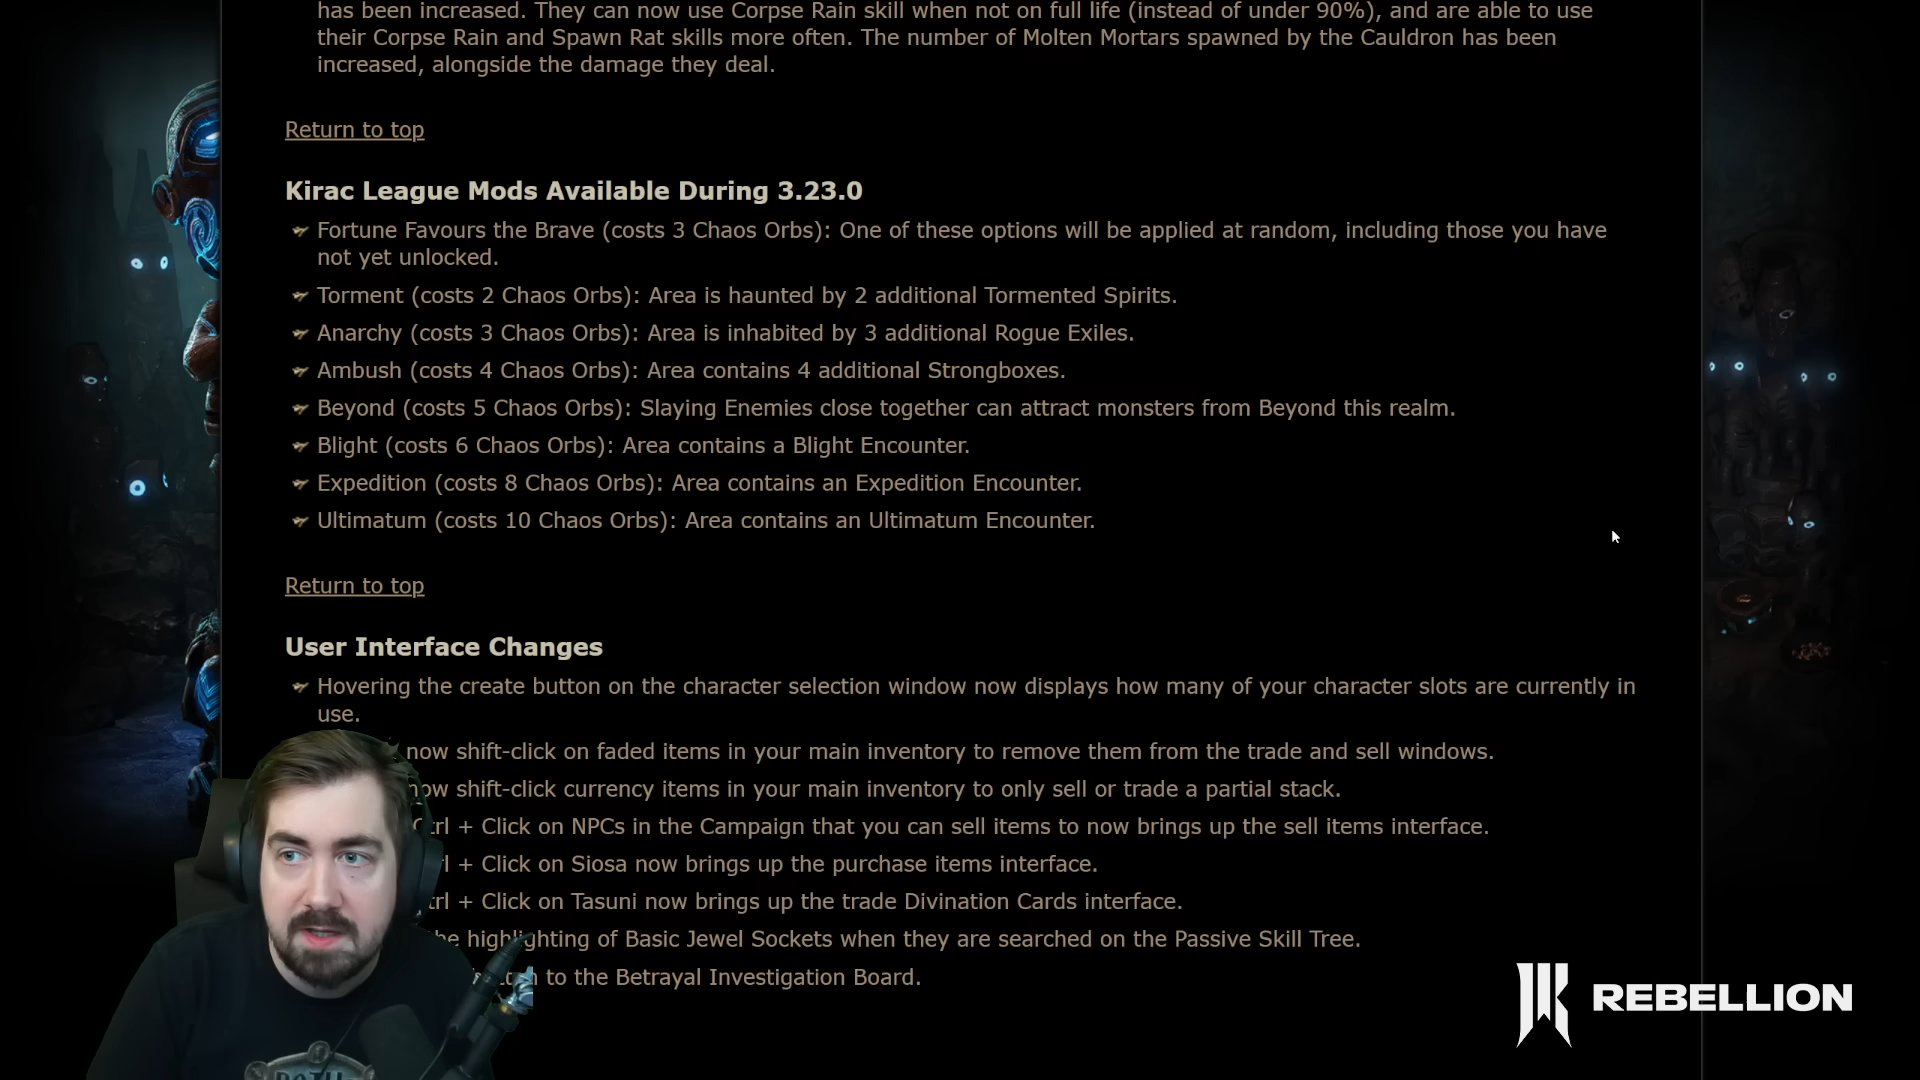 has been increased. They can now use Corpse Rain skill when not on full life (instead of under 90%), and are able to use
their Corpse Rain and Spawn Rat skills more often. The number of Molten Mortars spawned by the Cauldron has been
increased, alongside the damage they deal.
Return to top
Kirac League Mods Available During 3.23.0
Fortune Favours the Brave (costs 3 Chaos Orbs): One of these options will be applied at random, including those you have
not yet unlocked.
Torment (costs 2 Chaos Orbs): Area is haunted by 2 additional Tormented Spirits.
Anarchy (costs 3 Chaos Orbs): Area is inhabited by 3 additional Rogue Exiles.
Ambush (costs 4 Chaos Orbs): Area contains 4 additional Strongboxes.
Beyond (costs 5 Chaos Orbs): Slaying Enemies close together can attract monsters from Beyond this realm.
Blight (costs 6 Chaos Orbs): Area contains a Blight Encounter.
Expedition (costs 8 Chaos Orbs): Area contains an Expedition Encounter.
Ultimatum (costs 10 Chaos Orbs): Area contains an Ultimatum Encounter.
Return to top
User Interface Changes
Hovering the create button on the character selection window now displays how many of your character slots are currently in
use.
now shift-click on faded items in your main inventory to remove them from the trade and sell windows.
now shift-click currency items in your main inventory to only sell or trade a partial stack.
Ctrl + Click on NPCs in the Campaign that you can sell items to now brings up the sell items interface.
+ Click on Siosa now brings up the purchase items interface.
+ Click on Tasuni now brings up the trade Divination Cards interface.
highlighting of Basic Jewel Sockets when they are searched on the Passive Skill Tree.
to the Betrayal Investigation Board.
REBELLION